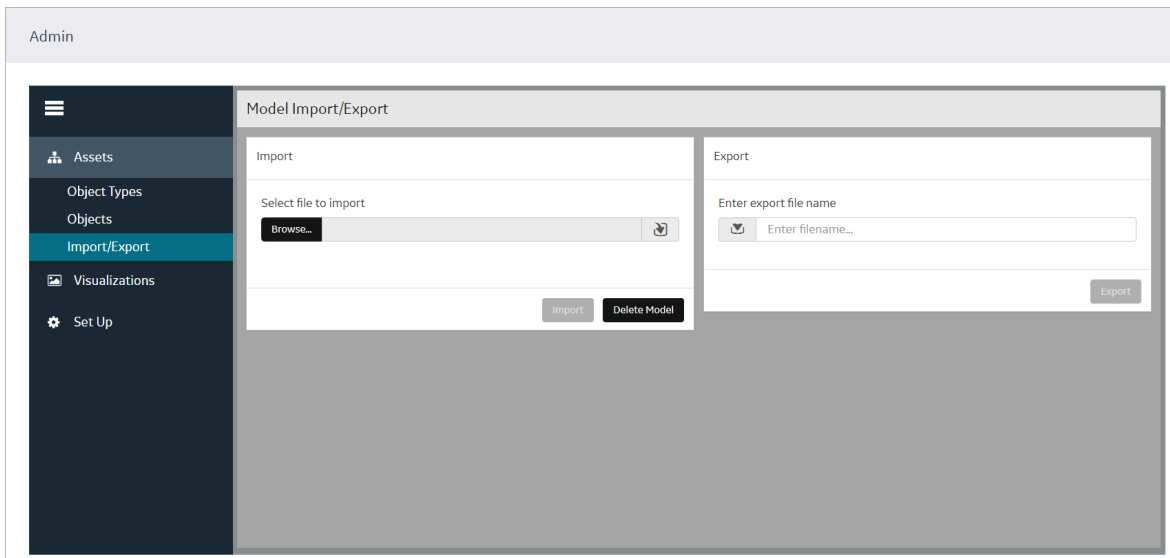 Admin
Model Import/Export
Assets
Object Types
Objects
Import/Export
Visualizations
Set Up
Import
Select file to import
Browse...
Import
Delete Model
Export
Enter export file name
Enter filename...
Export